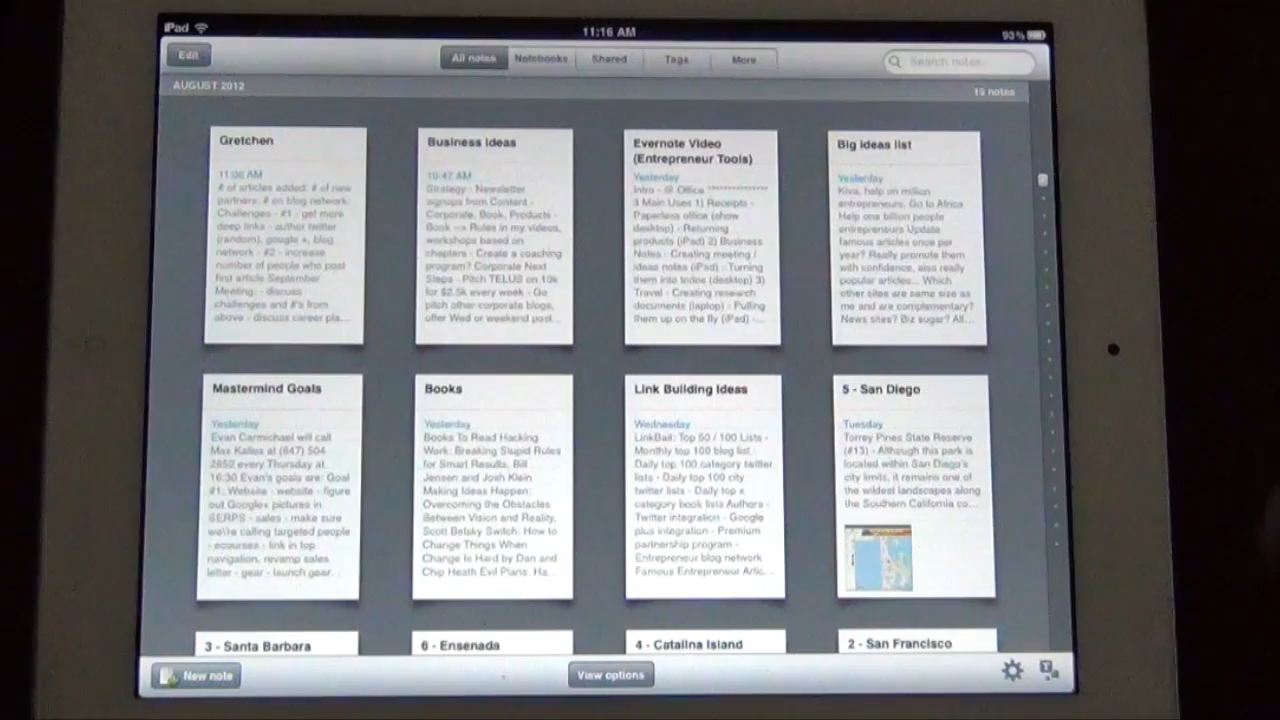 iPad 11:16 AM 93%
Edit All notes Notebooks Shared Tags More Search notes
AUGUST 2012 15 notes
Gretchen
11:06 AM
# of articles added, # of new
partners, # on blog network.
Challenges - #1 - get more
deep links - author twitter
(random), google +, blog
network - #2 - increase
number of people who post
first article September
Meeting: - discuss
challenges and #'s from
above - discuss career pla...
Business Ideas
10:47 AM
Strategy - Newsletter
signups from Content -
Corporate, Book, Products -
Book --> Rules in my videos,
workshops based on
chapters - Create a coaching
program? Corporate Next
Steps - Pitch TELUS on 10k
for $2.5k every week - Go
pitch other corporate blogs,
offer Wed or weekend post...
Evernote Video
(Entrepreneur Tools)
Yesterday
Intro - @ Office
3 Main Uses 1) Receipts -
Paperless office (show
desktop) - Returning
products (iPad) 2) Business
Notes - Creating meeting /
ideas notes (iPad) - Turning
them into todos (desktop) 3)
Travel - Creating research
documents (laptop) - Pulling
them up on the fly (iPad) -...
Big ideas list
Yesterday
Kiva, help on million
entrepreneurs. Go to Africa
Help one billion people
entrepreneurs Update
famous articles once per
year? Really promote them
with confidence, also really
popular articles... Which
other sites are same size as
me and are complementary?
News sites? Biz sugar? All...
Mastermind Goals
Yesterday
Evan Carmichael will call
Max Kalles at (647) 504
2652 every Thursday at
16:30 Evan's goals are: Goal
#1: Website - website - figure
out Google+ pictures in
SERPS - sales - make sure
we're calling targeted people
- ecourses - link in top
navigation, revamp sales
letter - gear - launch gear...
Books
Yesterday
Books To Read Hacking
Work: Breaking Stupid Rules
for Smart Results, Bill
Jensen and Josh Klein
Making Ideas Happen:
Overcoming the Obstacles
Between Vision and Reality,
Scott Belsky Switch: How to
Change Things When
Change Is Hard by Dan and
Chip Heath Evil Plans: Ha...
Link Building Ideas
Wednesday
LinkBait: Top 50 / 100 Lists -
Monthly top 100 blog list -
Daily top 100 category twitter
lists - Daily top 100 city
twitter lists - Daily top x
category book lists Authors -
Twitter integration - Google
plus integration - Premium
partnership program -
Entrepreneur blog network
Famous Entrepreneur Artic...
5 - San Diego
Tuesday
Torrey Pines State Reserve
(#13) - Although this park is
located within San Diego's
city limits, it remains one of
the wildest landscapes along
the Southern California co...
3 - Santa Barbara
6 - Ensenada
4 - Catalina Island
2 - San Francisco
New note View options